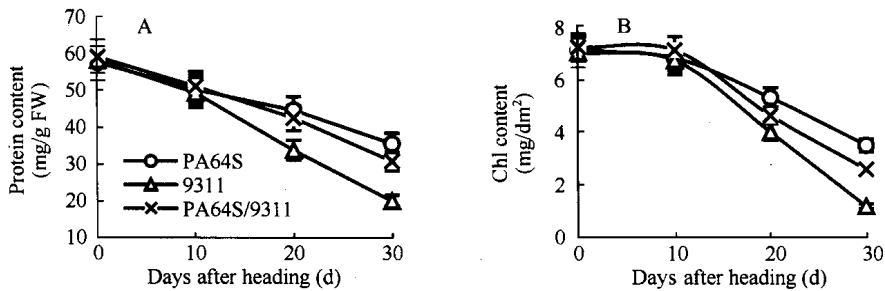 A
Protein content
(mg/g FW)
70
60
50
40
30
20
10
PA64S
9311
PA64S/9311
0
10
20
30
Days after heading (d)
B
Chl content
(mg/dm²)
8
6
4
2
0
0
10
20
30
Days after heading (d)